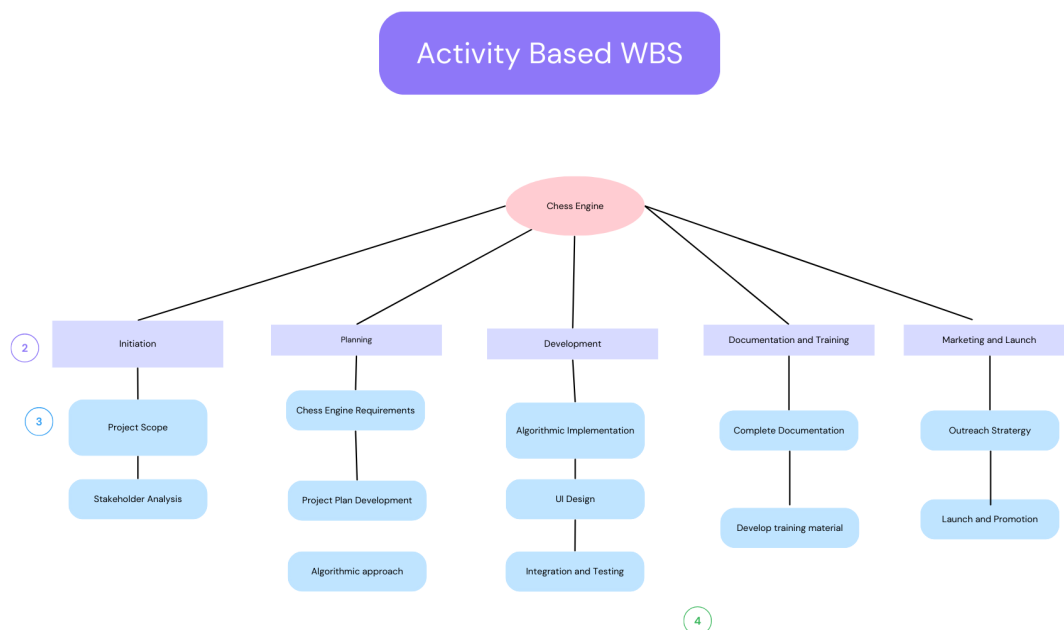 Activity Based WBS
Chess Engine
2
Initiation
Planning
Development
Documentation and Training
Marketing and Launch
3
Project Scope
Chess Engine Requirements
Algorithmic Implementation
Complete Documentation
Outreach Stratergy
Stakeholder Analysis
Project Plan Development
UI Design
Develop training material
Launch and Promotion
Algorithmic approach
Integration and Testing
4